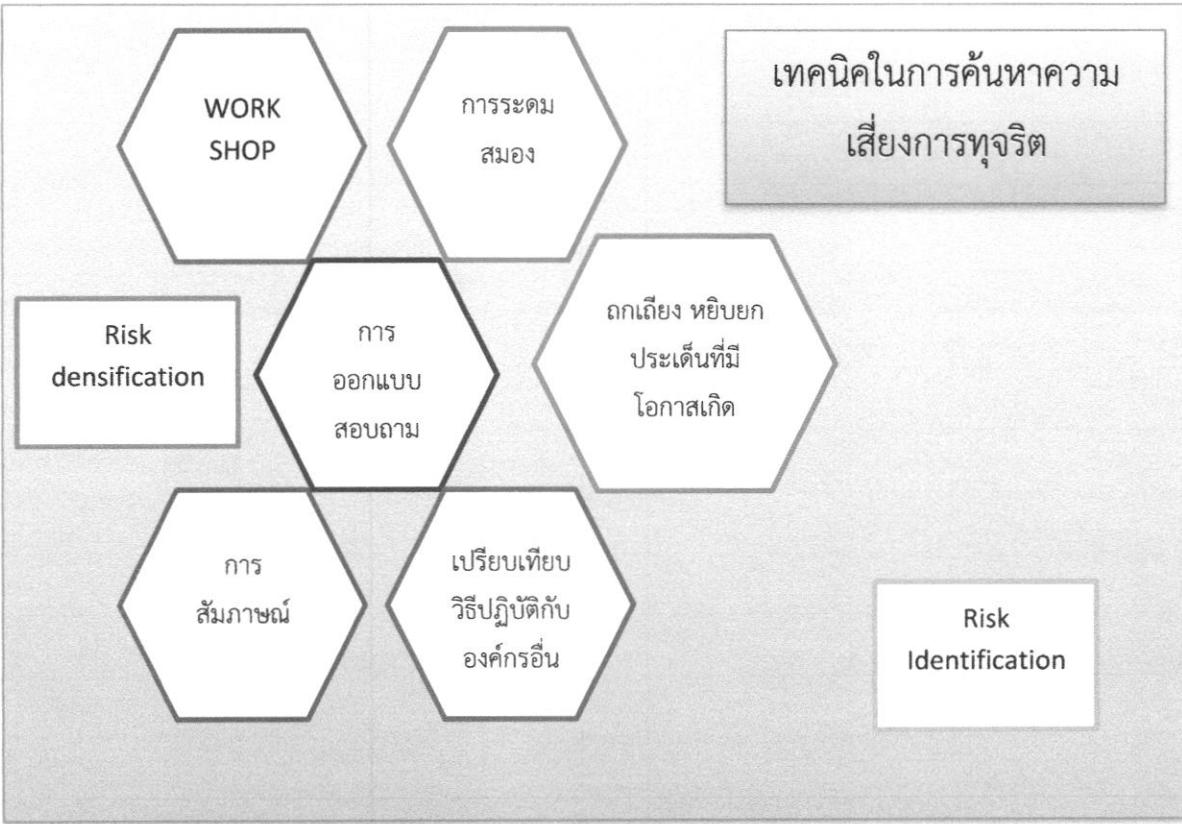 เทคนิคในการค้นหาความ
เสี่ยงการทุจริต
WORK
SHOP
การระดม
สมอง
ถกเถียง หยิบยก
ประเด็นที่มี
โอกาสเกิด
Risk
densification
การ
ออกแบบ
สอบถาม
การ
สัมภาษณ์
เปรียบเทียบ
วิธีปฏิบัติกับ
องค์กรอื่น
Risk
Identification